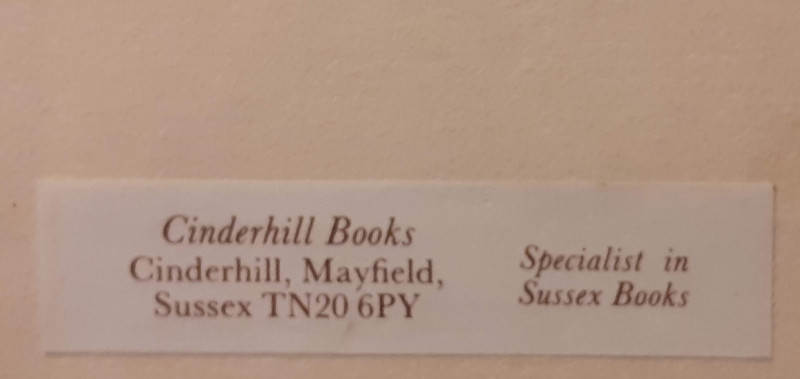 Cinderhill Books
Cinderhill, Mayfield,
Sussex TN20 6PY
Specialist in
Sussex Books